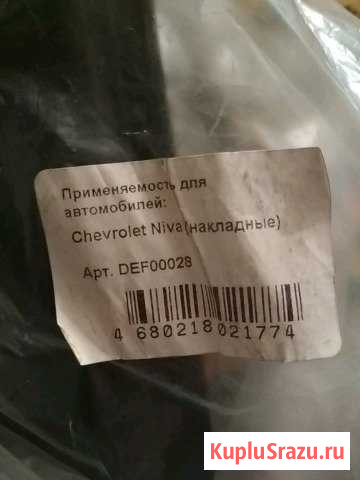 Применяемость для
автомобилей:
Chevrolet Niva(накладные)
Арт. DEF00028
4 680218 021774
KupluSrazu.ru